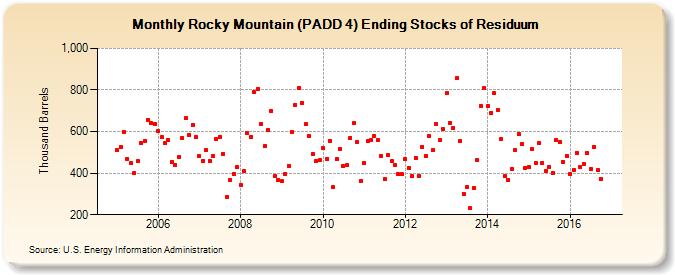 Monthly Rocky Mountain (PADD 4) Ending Stocks of Residuum
Thousand Barrels
1,000
800
600
400
200
2006 2008 2010 2012 2014 2016
Source: U.S. Energy Information Administration